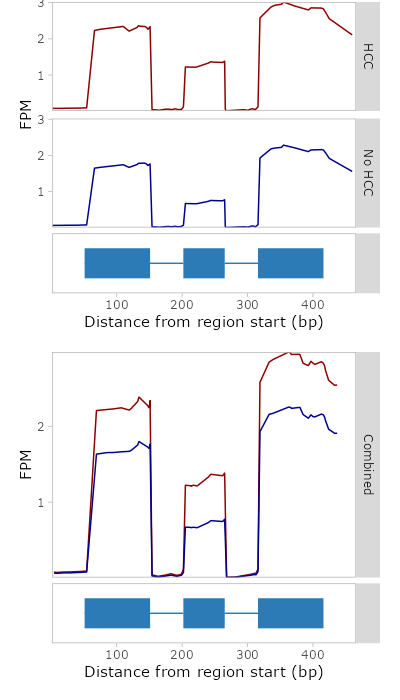 3
2
1
HCC
FPM
3
2
1
No HCC
100 200 300 400
Distance from region start (bp)
2
1
FPM
Combined
100 200 300 400
Distance from region start (bp)